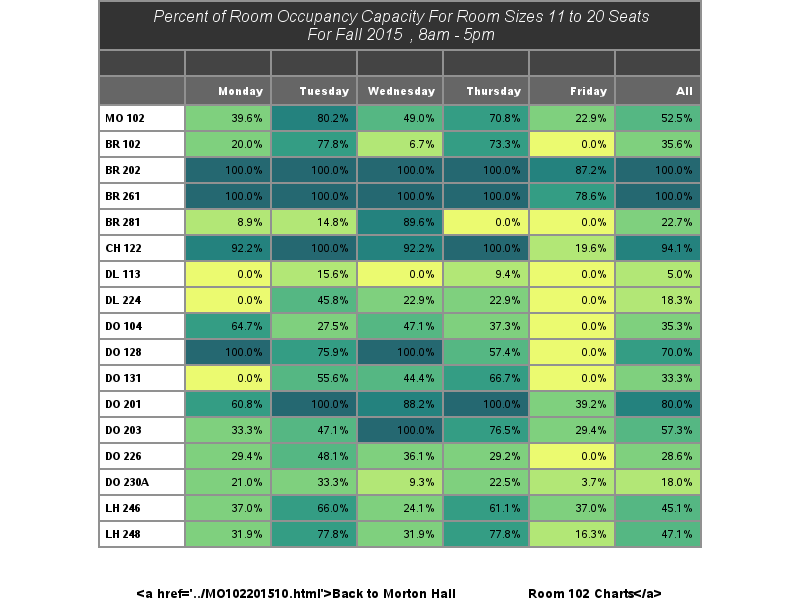 Percent of Room Occupancy Capacity For Room Sizes 11 to 20 Seats
For Fall 2015 , 8am - 5pm
Monday Tuesday Wednesday Thursday Friday All
MO 102 39.6% 80.2% 49.0% 70.8% 22.9% 52.5%
BR 102 20.0% 77.8% 6.7% 73.3% 0.0% 35.6%
BR 202 100.0% 100.0% 100.0% 100.0% 87.2% 100.0%
BR 261 100.0% 100.0% 100.0% 100.0% 78.6% 100.0%
BR 281 8.9% 14.8% 89.6% 0.0% 0.0% 22.7%
CH 122 92.2% 100.0% 92.2% 100.0% 19.6% 94.1%
DL 113 0.0% 15.6% 0.0% 9.4% 0.0% 5.0%
DL 224 0.0% 45.8% 22.9% 22.9% 0.0% 18.3%
DO 104 64.7% 27.5% 47.1% 37.3% 0.0% 35.3%
DO 128 100.0% 75.9% 100.0% 57.4% 0.0% 70.0%
DO 131 0.0% 55.6% 44.4% 66.7% 0.0% 33.3%
DO 201 60.8% 100.0% 88.2% 100.0% 39.2% 80.0%
DO 203 33.3% 47.1% 100.0% 76.5% 29.4% 57.3%
DO 226 29.4% 48.1% 36.1% 29.2% 0.0% 28.6%
DO 230A 21.0% 33.3% 9.3% 22.5% 3.7% 18.0%
LH 246 37.0% 66.0% 24.1% 61.1% 37.0% 45.1%
LH 248 31.9% 77.8% 31.9% 77.8% 16.3% 47.1%
<a href='../MO102201510.html'>Back to Morton Hall Room 102 Charts</a>